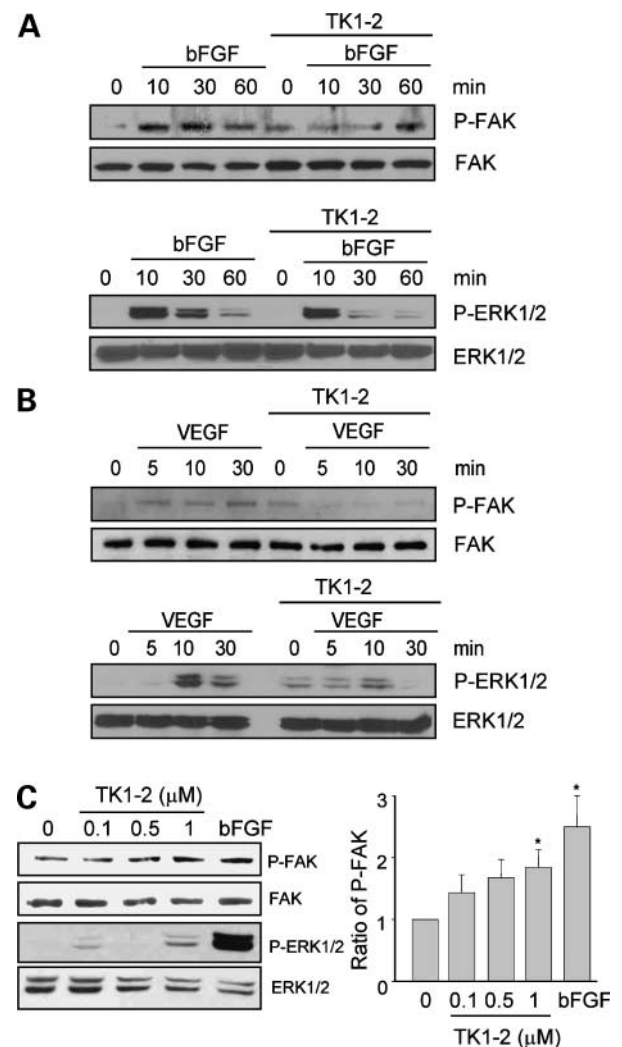 A
TK1-2
bFGF bFGF
0 10 30 60 0 10 30 60 min
P-FAK
FAK
TK1-2
bFGF bFGF
0 10 30 60 0 10 30 60 min
P-ERK1/2
ERK1/2
B
TK1-2
VEGF VEGF
0 5 10 30 0 5 10 30 min
P-FAK
FAK
TK1-2
VEGF VEGF
0 5 10 30 0 5 10 30 min
P-ERK1/2
ERK1/2
C
TK1-2 (μM)
0 0.1 0.5 1 bFGF
P-FAK
FAK
P-ERK1/2
ERK1/2
Ratio of P-FAK
3
2
1
0
* *
0 0.1 0.5 1 bFGF
TK1-2 (μM)